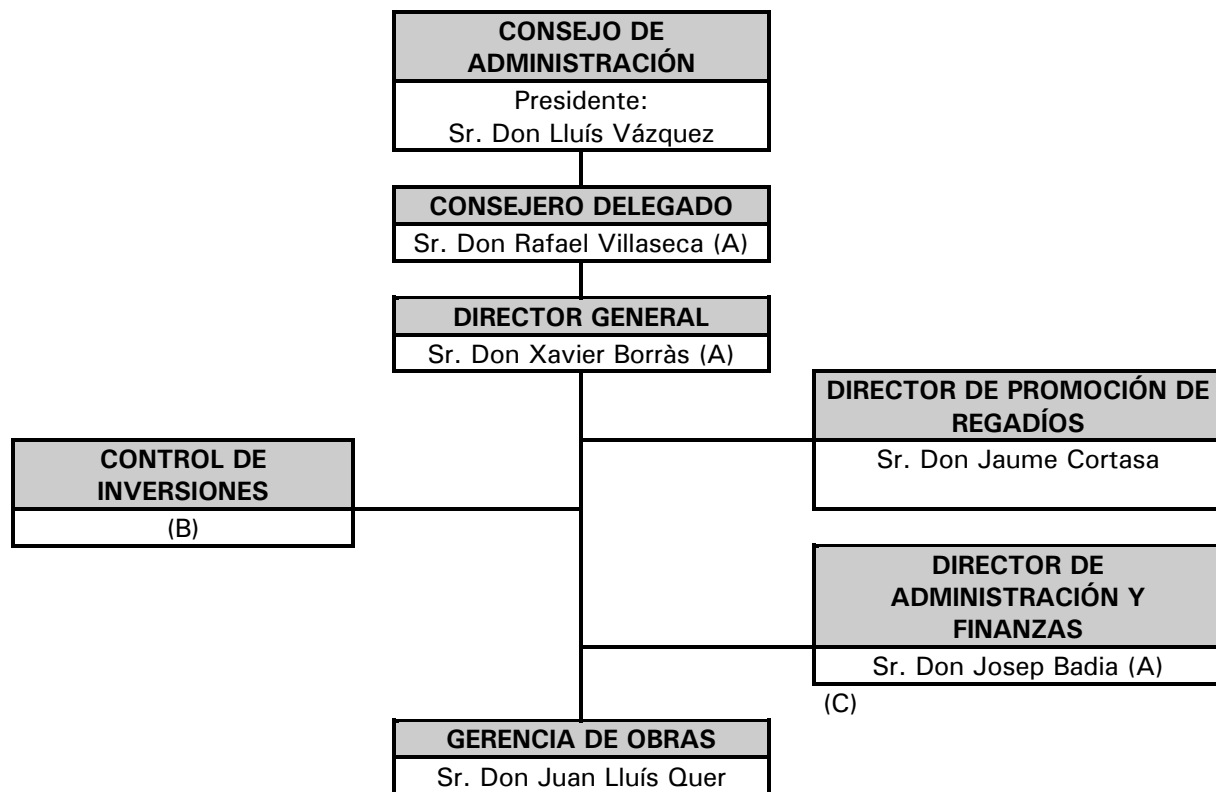 CONSEJO DE
ADMINISTRACIÓN
Presidente:
Sr. Don Lluís Vázquez
CONSEJERO DELEGADO
Sr. Don Rafael Villaseca (A)
DIRECTOR GENERAL
Sr. Don Xavier Borràs (A)
DIRECTOR DE PROMOCIÓN DE
REGADÍOS
Sr. Don Jaume Cortasa
CONTROL DE
INVERSIONES
(B)
DIRECTOR DE
ADMINISTRACIÓN Y
FINANZAS
Sr. Don Josep Badia (A)
(C)
GERENCIA DE OBRAS
Sr. Don Juan Lluís Quer